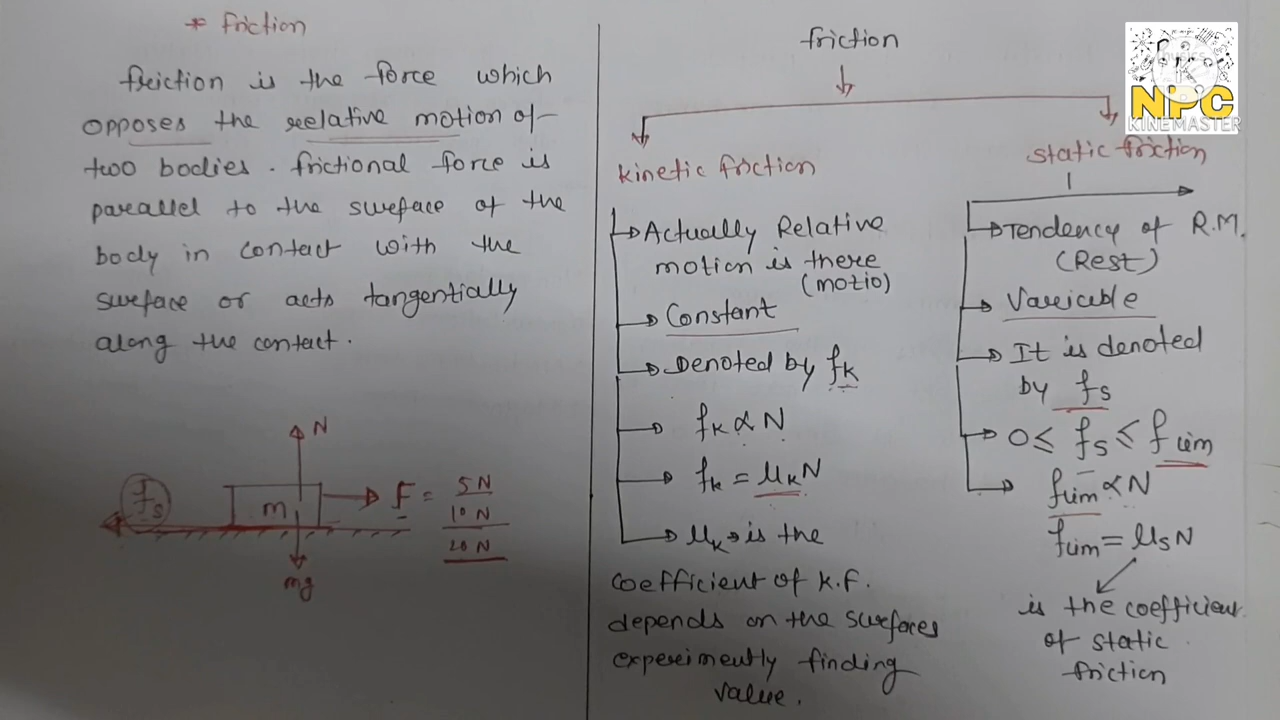 * friction
friction is the force which
opposes the relative motion of
two bodies. frictional force is
parallel to the surface of the
body in contact with the
surface or acts tangentially
along the contact.
N
fs
m
F = 5N
10 N
20 N
mg
friction
kinetic friction
Actually Relative
motion is there
(motio)
Constant
Denoted by fk
fk ∝ N
fk = μkN
μk → is the
coefficient of K.F.
depends on the surfaces
experimently finding
value.
static friction
Tendency of R.M.
(Rest)
Variable
It is denoted
by fs
0 ≤ fs ≤ flim
flim ∝ N
flim = μsN
is the coefficient
of static
friction
NPC
KINEMASTER